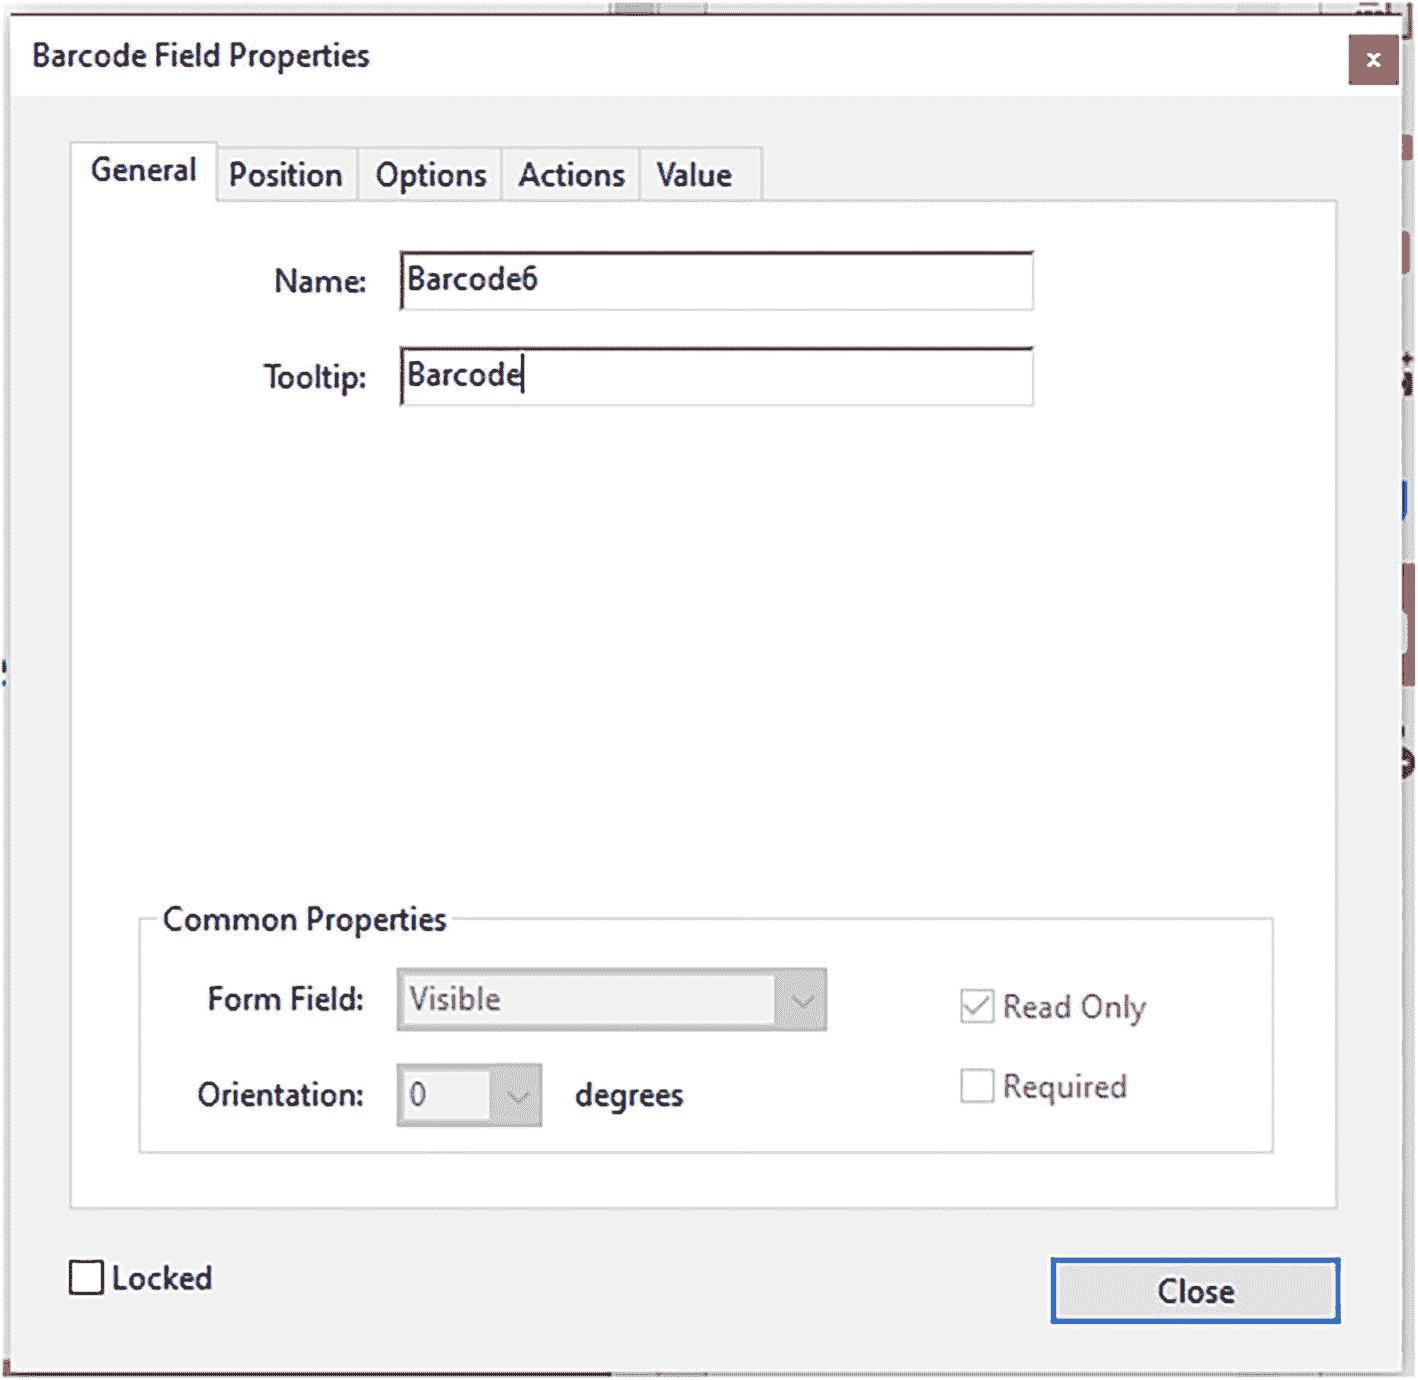 Barcode Field Properties
x
General Position Options Actions Value
Name: Barcode6
Tooltip: Barcode
Common Properties
Form Field: Visible
Read Only
Orientation: 0 degrees
Required
Locked
Close